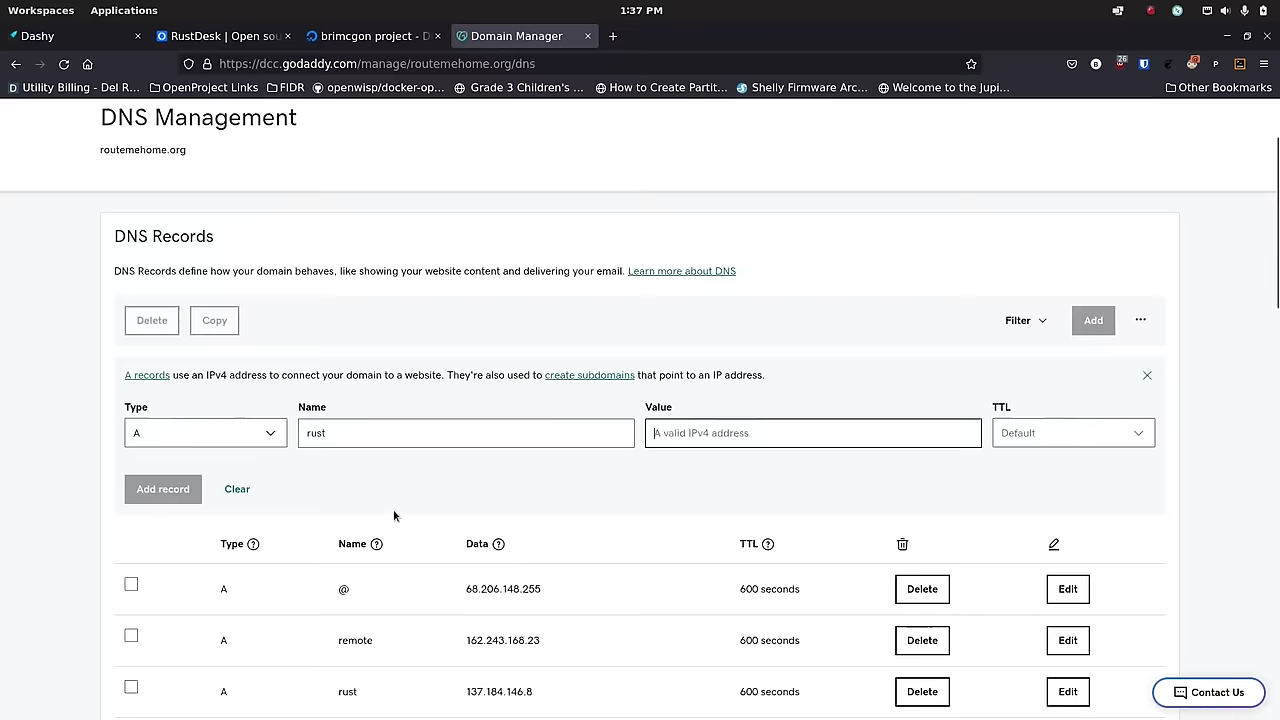 Workspaces Applications 1:37 PM
Dashy × RustDesk | Open sou × brimcgon project - D × Domain Manager × +
https://dcc.godaddy.com/manage/routemehome.org/dns
Utility Billing - Del R... OpenProject Links FIDR openwisp/docker-op... Grade 3 Children's ... How to Create Partit... Shelly Firmware Arc... Welcome to the Jupi... Other Bookmarks
DNS Management
routemehome.org
DNS Records
DNS Records define how your domain behaves, like showing your website content and delivering your email. Learn more about DNS
Delete Copy Filter Add ...
A records use an IPv4 address to connect your domain to a website. They're also used to create subdomains that point to an IP address.
Type Name Value TTL
A rust A valid IPv4 address Default
Add record Clear
Type Name Data TTL
A @ 68.206.148.255 600 seconds Delete Edit
A remote 162.243.168.23 600 seconds Delete Edit
A rust 137.184.146.8 600 seconds Delete Edit
Contact Us